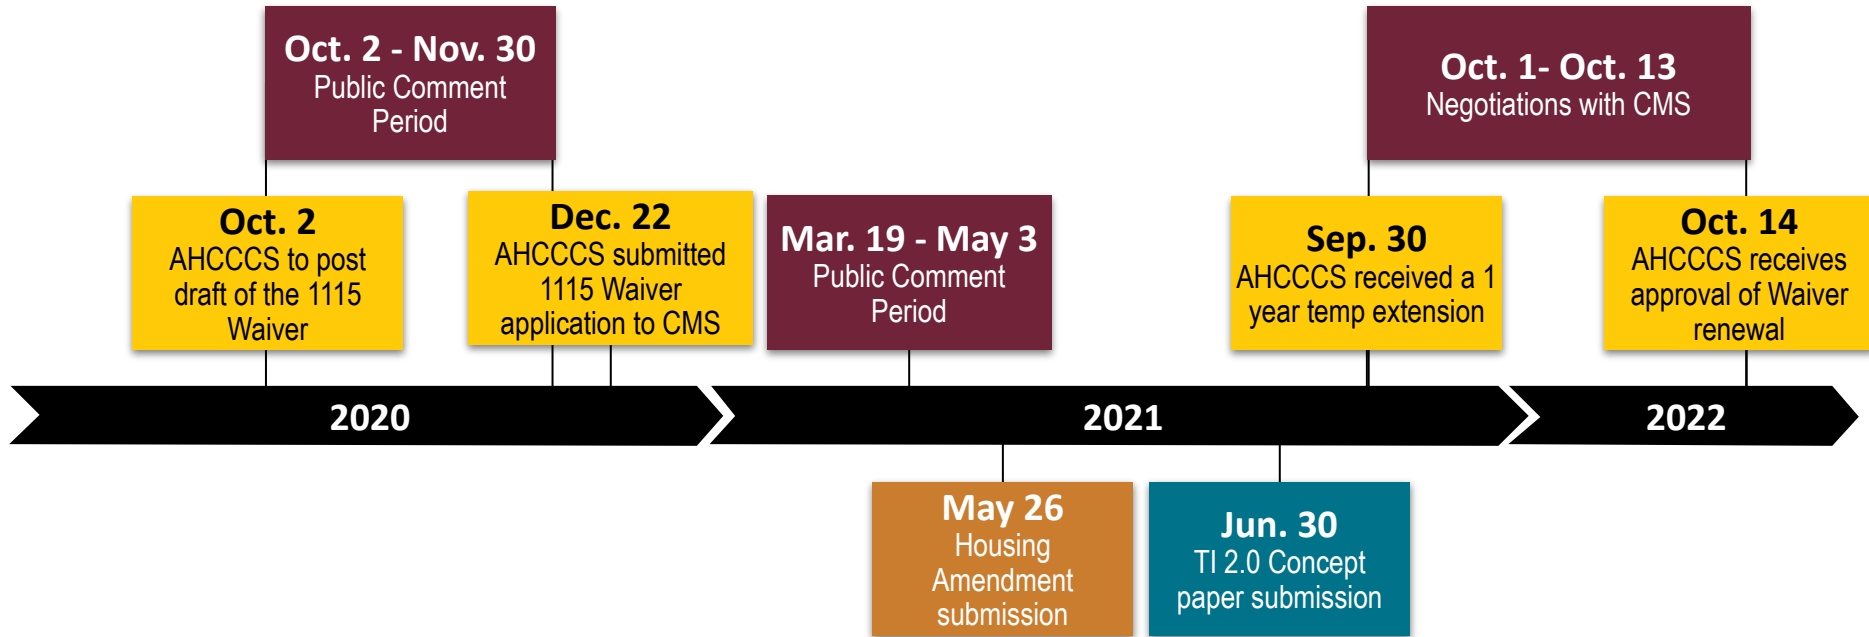 Oct. 2 - Nov. 30
Public Comment
Period
Oct. 1- Oct. 13
Negotiations with CMS
Oct. 2
AHCCCS to post
draft of the 1115
Waiver
Dec. 22
AHCCCS submitted
1115 Waiver
application to CMS
Mar. 19 - May 3
Public Comment
Period
Sep. 30
AHCCCS received a 1
year temp extension
Oct. 14
AHCCCS receives
approval of Waiver
renewal
2020
2021
2022
May 26
Housing
Amendment
submission
Jun. 30
TI 2.0 Concept
paper submission